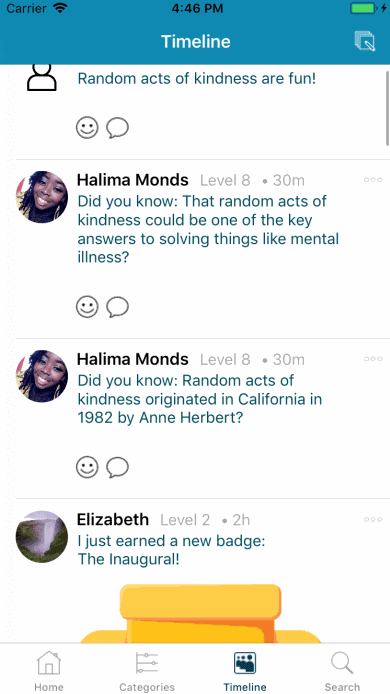 Carrier 4:46 PM
Timeline
Random acts of kindness are fun!
Halima Monds Level 8 • 30m
Did you know: That random acts of
kindness could be one of the key
answers to solving things like mental
illness?
Halima Monds Level 8 • 30m
Did you know: Random acts of
kindness originated in California in
1982 by Anne Herbert?
Elizabeth Level 2 • 2h
I just earned a new badge:
The Inaugural!
Home Categories Timeline Search